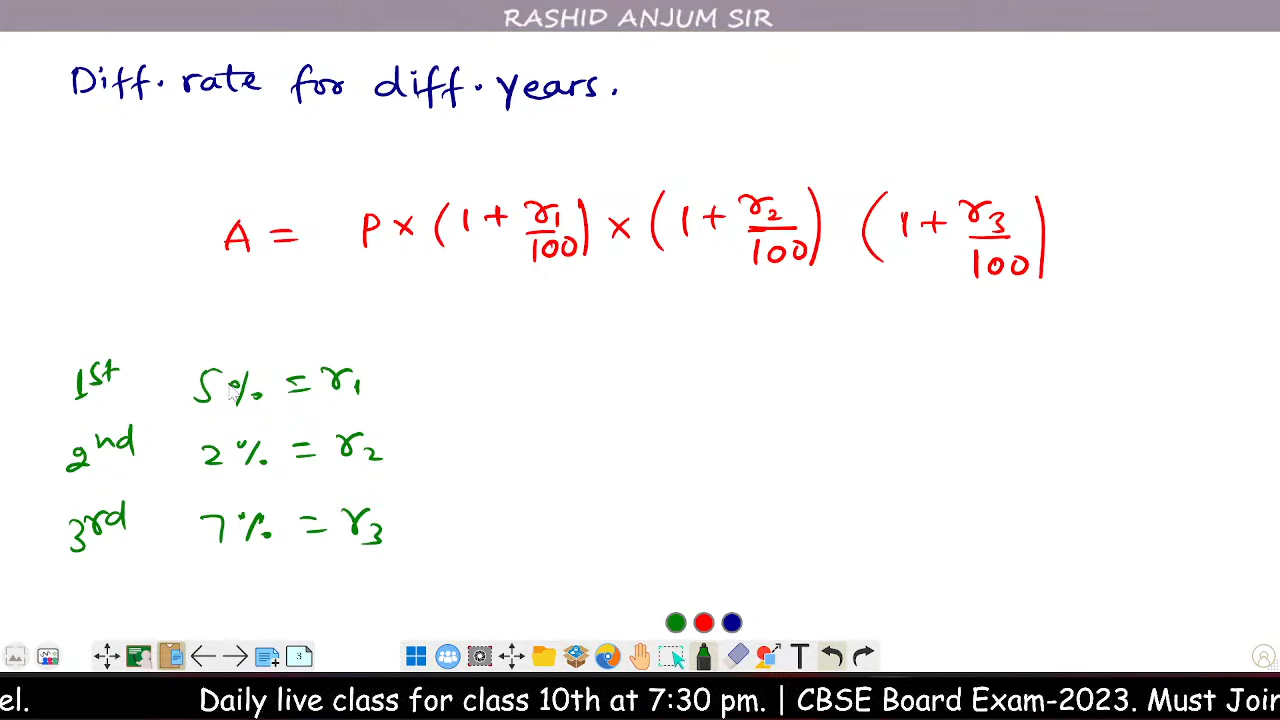 RASHID ANJUM SIR
Diff. rate for diff. years.
A = P × (1 + r₁/100) × (1 + r₂/100) (1 + r₃/100)
1st 5% = r₁
2nd 2% = r₂
3rd 7% = r₃
3
el. Daily live class for class 10th at 7:30 pm. | CBSE Board Exam-2023. Must Join